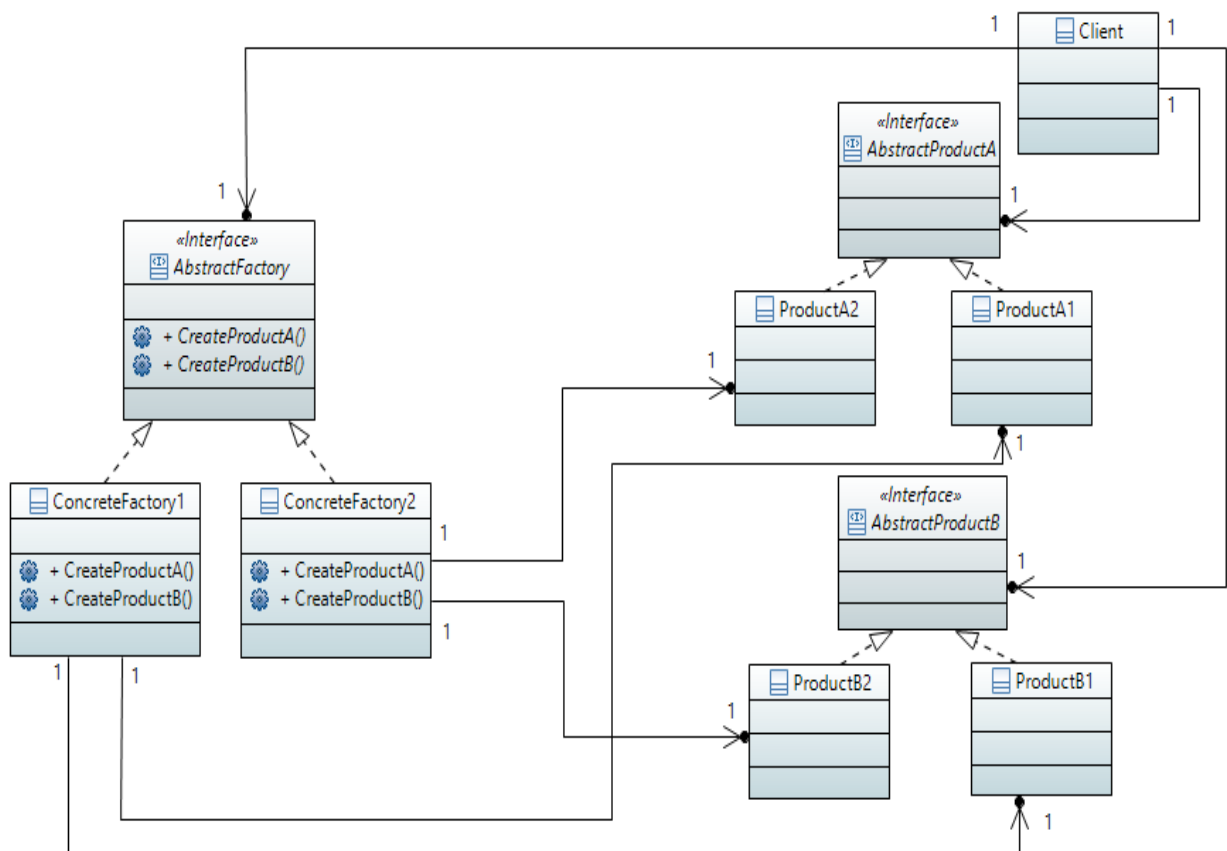 1
Client
1
1
«Interface»
AbstractProductA
1
1
«Interface»
AbstractFactory
+ CreateProductA()
+ CreateProductB()
ProductA2
ProductA1
1
1
ConcreteFactory1
+ CreateProductA()
+ CreateProductB()
ConcreteFactory2
+ CreateProductA()
+ CreateProductB()
1
1
«Interface»
AbstractProductB
1
1
1
ProductB2
ProductB1
1
1